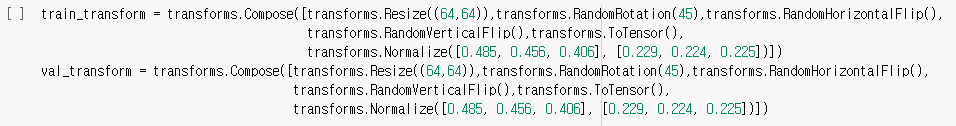 [ ] train_transform = transforms.Compose([transforms.Resize((64,64)),transforms.RandomRotation(45),transforms.RandomHorizontalFlip(),
transforms.RandomVerticalFlip(),transforms.ToTensor(),
transforms.Normalize([0.485, 0.456, 0.406], [0.229, 0.224, 0.225])])
val_transform = transforms.Compose([transforms.Resize((64,64)),transforms.RandomRotation(45),transforms.RandomHorizontalFlip(),
transforms.RandomVerticalFlip(),transforms.ToTensor(),
transforms.Normalize([0.485, 0.456, 0.406], [0.229, 0.224, 0.225])])